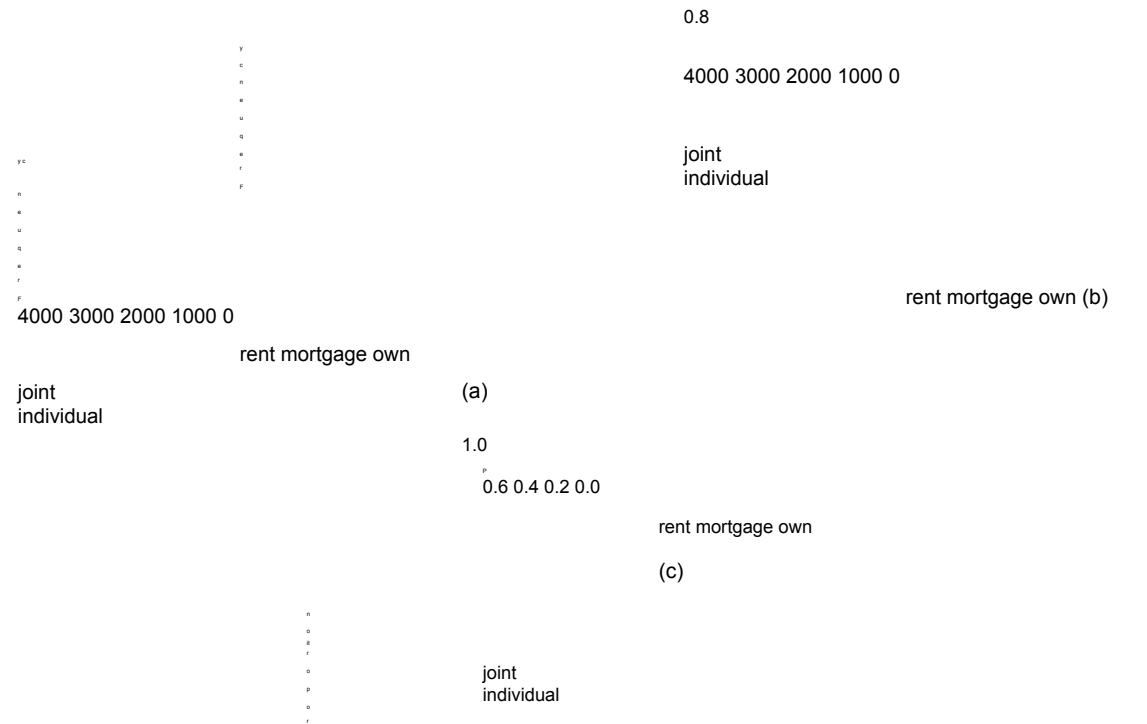 0.8
y
c
n
e
u
q
e
r
F
4000 3000 2000 1000 0
joint
individual
y c
n
e
u
q
e
r
F
4000 3000 2000 1000 0
rent mortgage own (b)
rent mortgage own
joint
individual
(a)
1.0
P
0.6 0.4 0.2 0.0
rent mortgage own
(c)
n
o
r
o
p
o
r
joint
individual